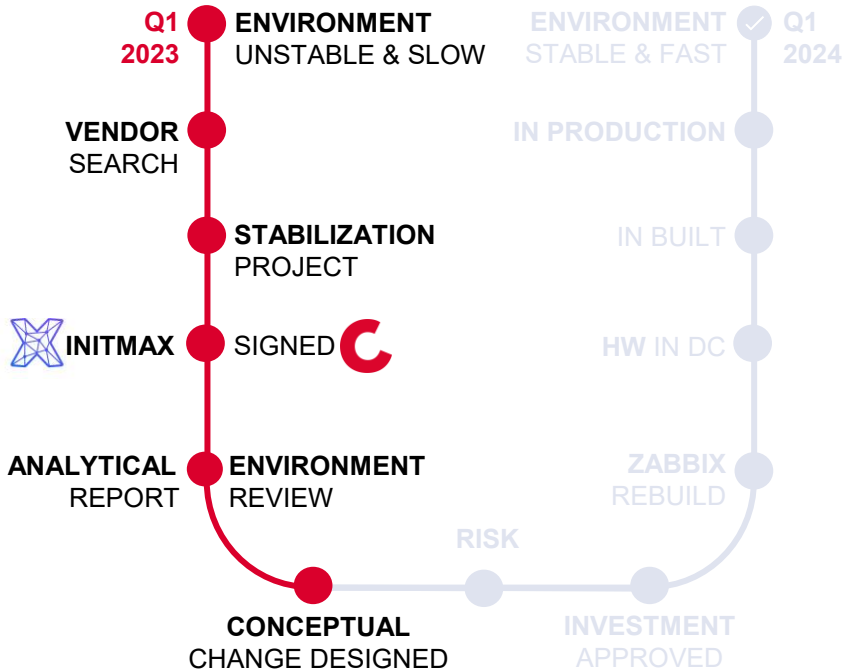 Q1
2023
ENVIRONMENT
UNSTABLE & SLOW
VENDOR
SEARCH
STABILIZATION
PROJECT
INITMAX
SIGNED
ANALYTICAL
REPORT
ENVIRONMENT
REVIEW
CONCEPTUAL
CHANGE DESIGNED
RISK
INVESTMENT
APPROVED
ZABBIX
REBUILD
HW IN DC
IN BUILT
IN PRODUCTION
ENVIRONMENT
STABLE & FAST
Q1
2024